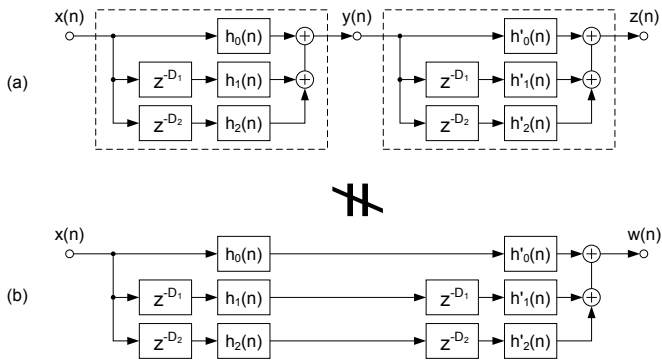 x(n) y(n) z(n)
h₀(n) + h'₀(n) +
(a) z⁻ᴰ¹ h₁(n) + z⁻ᴰ¹ h'₁(n) +
z⁻ᴰ² h₂(n) z⁻ᴰ² h'₂(n)
≠
x(n) w(n)
h₀(n) h'₀(n) +
(b) z⁻ᴰ¹ h₁(n) z⁻ᴰ¹ h'₁(n) +
z⁻ᴰ² h₂(n) z⁻ᴰ² h'₂(n)